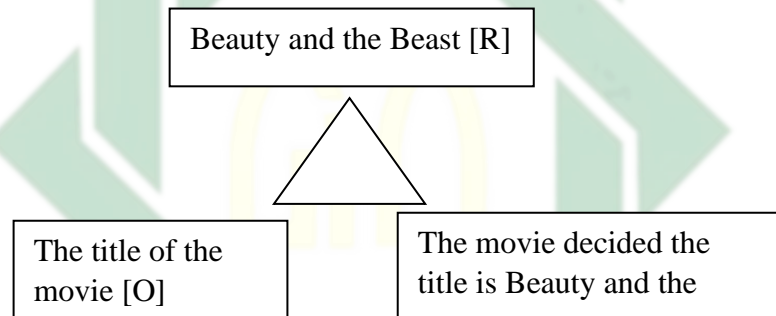 Beauty and the Beast [R]
The title of the
movie [O]
The movie decided the
title is Beauty and the